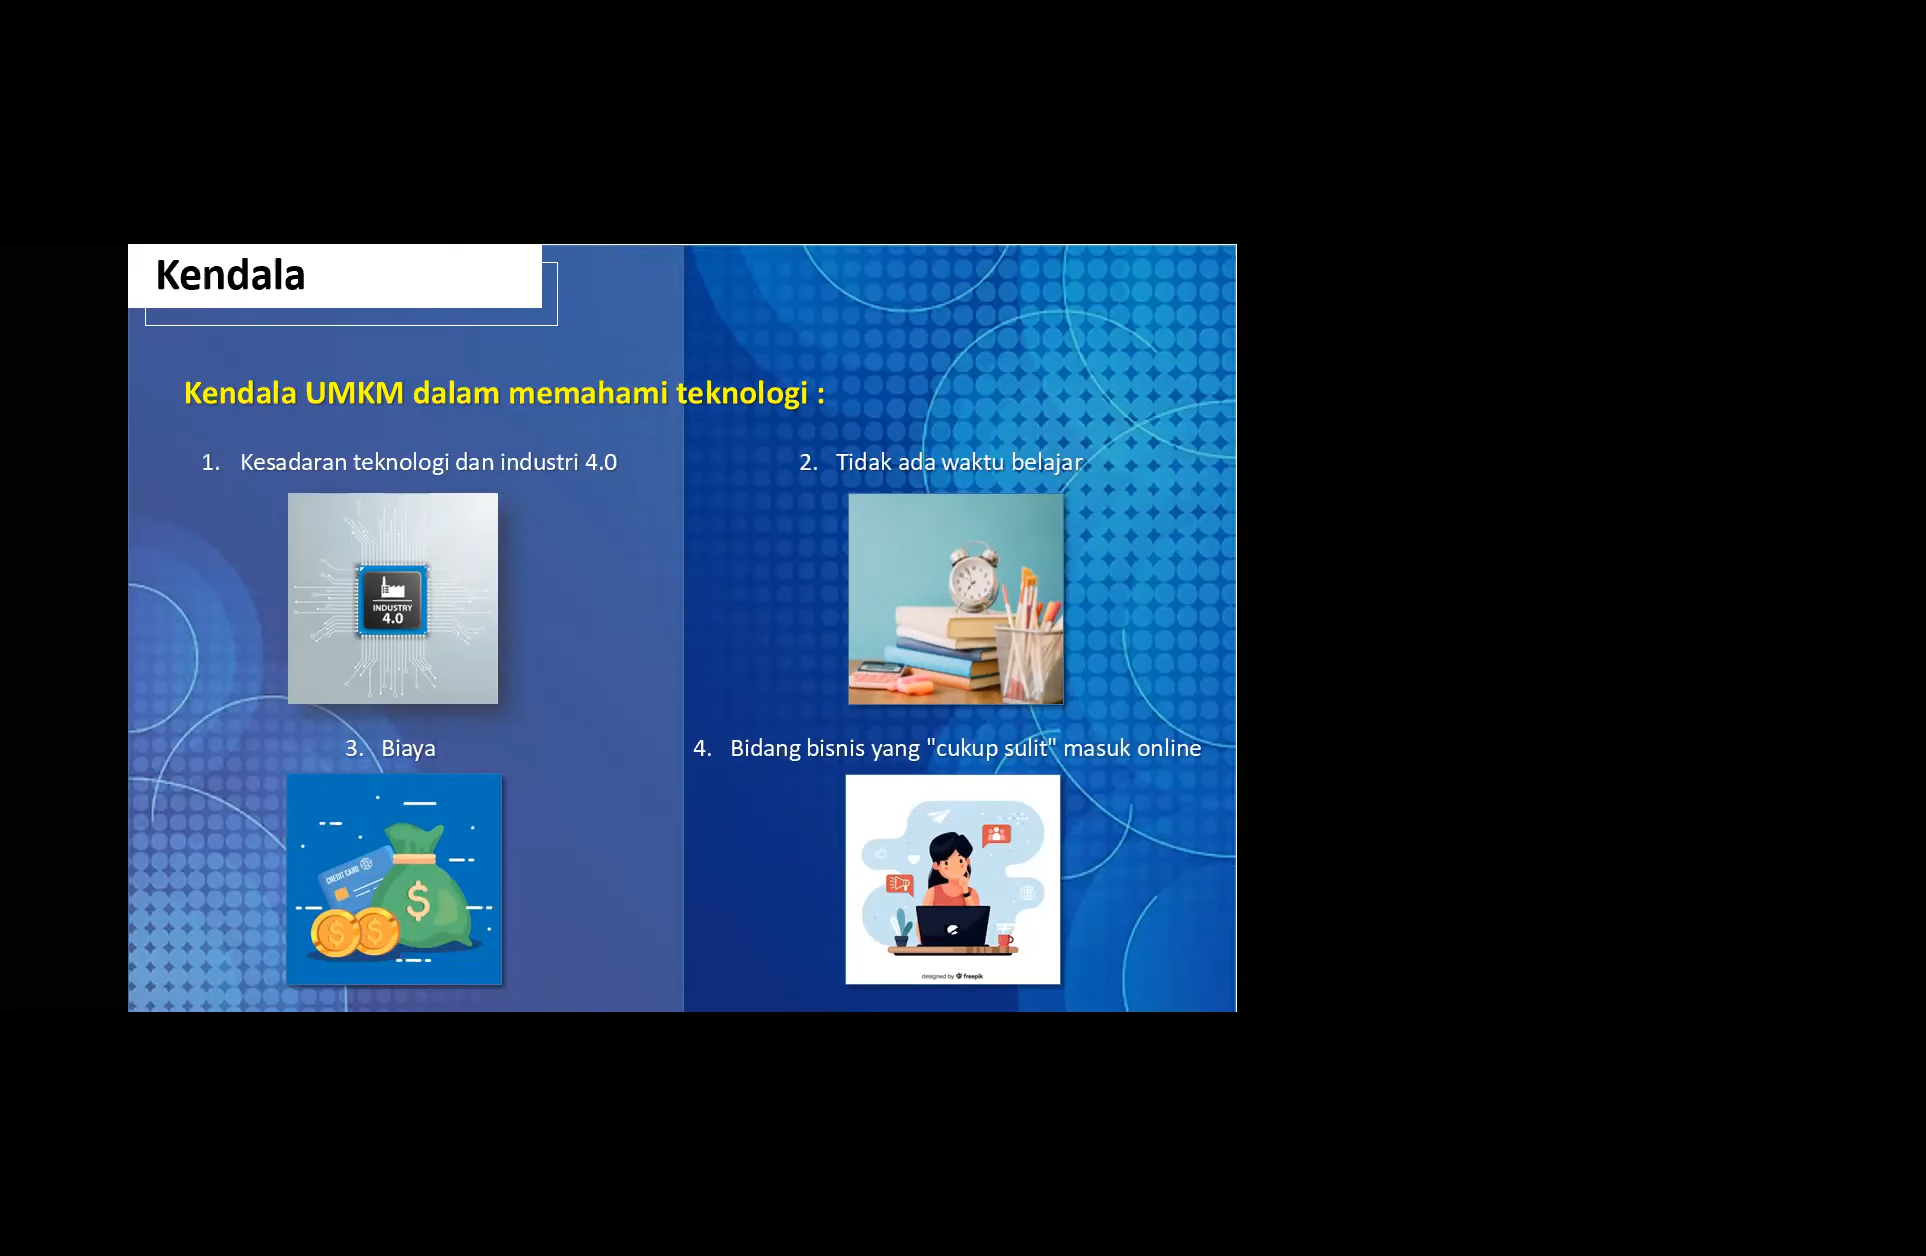 Kendala
Kendala UMKM dalam memahami teknologi :
1. Kesadaran teknologi dan industri 4.0
2. Tidak ada waktu belajar
INDUSTRY
4.0
3. Biaya
4. Bidang bisnis yang "cukup sulit" masuk online
CREDIT CARD
$
$
$
designed by freepik